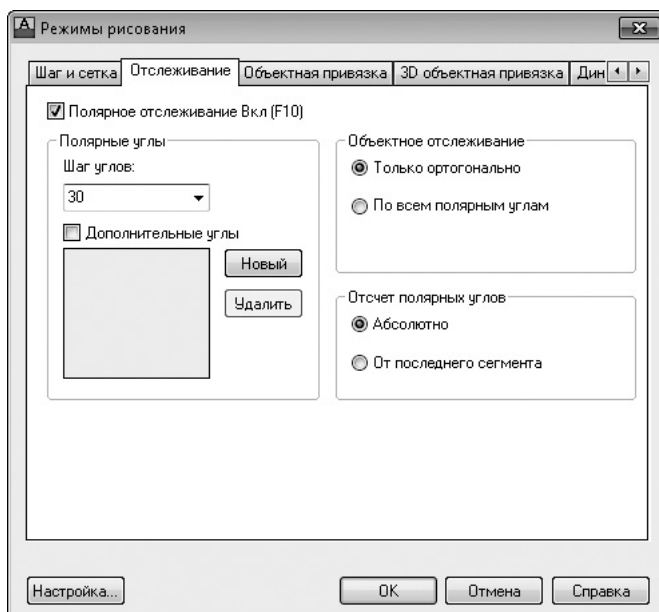 Режимы рисования
Шаг и сетка Отслеживание Объектная привязка 3D объектная привязка Дин
Полярное отслеживание Вкл (F10)
Полярные углы
Шаг углов:
30
Дополнительные углы
Новый
Удалить
Объектное отслеживание
Только ортогонально
По всем полярным углам
Отсчет полярных углов
Абсолютно
От последнего сегмента
Настройка...
OK
Отмена
Справка